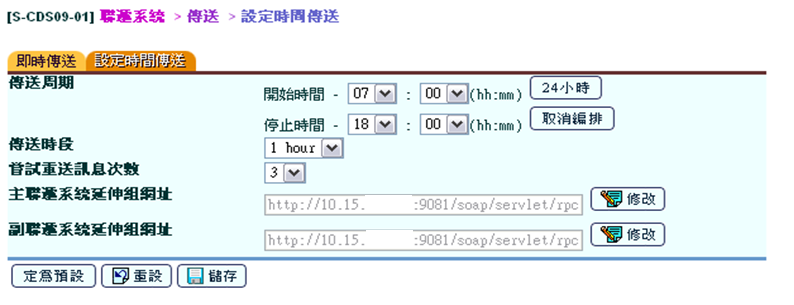 [S-CDS09-01] 聯遞系統 > 傳送 > 設定時間傳送
即時傳送 設定時間傳送
傳送周期
開始時間 - 07 : 00 (hh:mm) 24小時
停止時間 - 18 : 00 (hh:mm) 取消編排
傳送時段 1 hour
嘗試重送訊息次數 3
主聯遞系統延伸組網址 http://10.15. :9081/soap/servlet/rpc 修改
副聯遞系統延伸組網址 http://10.15. :9081/soap/servlet/rpc 修改
定為預設 重設 儲存